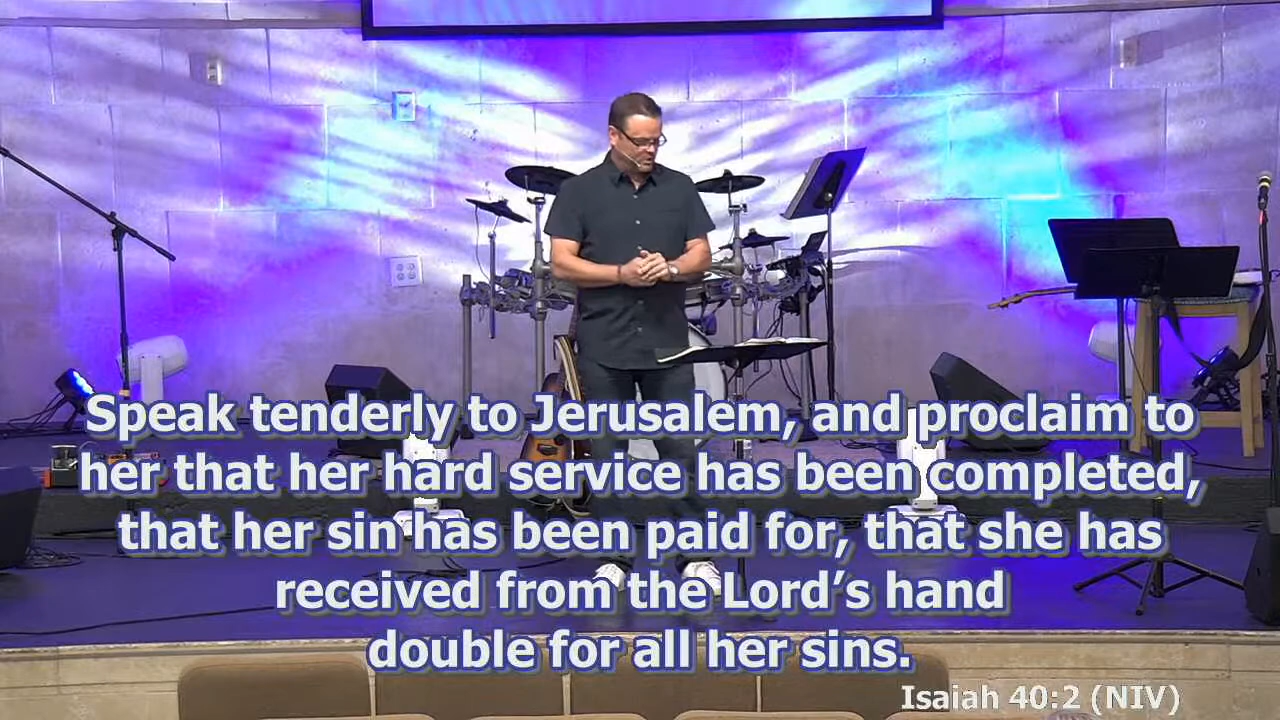 Speak tenderly to Jerusalem, and proclaim to
her that her hard service has been completed,
that her sin has been paid for, that she has
received from the Lord’s hand
double for all her sins.
Isaiah 40:2 (NIV)